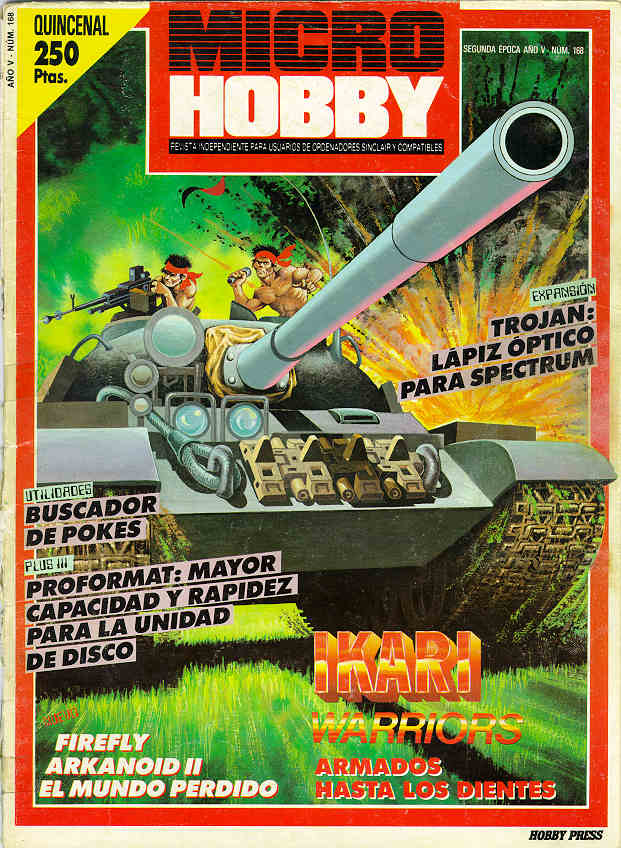 AÑO V - NÚM. 168
QUINCENAL
250
Ptas.
MICRO
HOBBY
SEGUNDA ÉPOCA AÑO V - NÚM. 168
REVISTA INDEPENDIENTE PARA USUARIOS DE ORDENADORES SINCLAIR Y COMPATIBLES
EXPANSIÓN
TROJAN:
LÁPIZ ÓPTICO
PARA SPECTRUM
UTILIDADES
BUSCADOR
DE POKES
PLUS III
PROFORMAT: MAYOR
CAPACIDAD Y RAPIDEZ
PARA LA UNIDAD
DE DISCO
IKARI
WARRIORS
ARMADOS
HASTA LOS DIENTES
FIREFLY
ARKANOID II
EL MUNDO PERDIDO
HOBBY PRESS